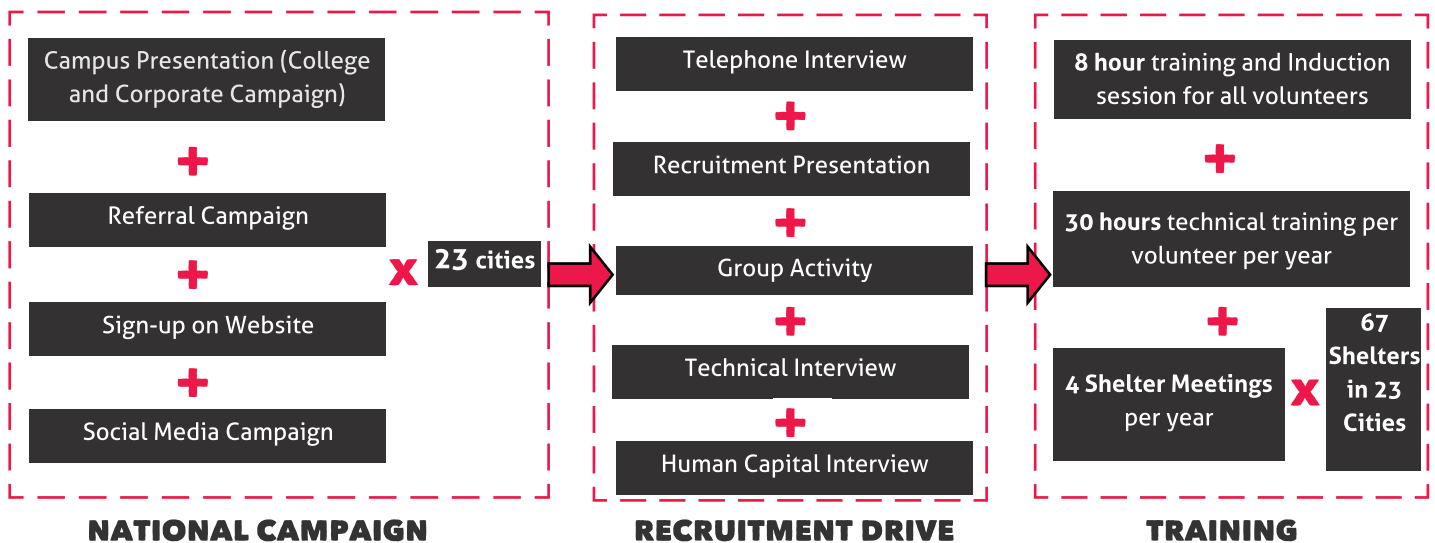 Campus Presentation (College
and Corporate Campaign)
+
Referral Campaign
+
Sign-up on Website
+
Social Media Campaign
x
23 cities
NATIONAL CAMPAIGN
Telephone Interview
+
Recruitment Presentation
+
Group Activity
+
Technical Interview
+
Human Capital Interview
RECRUITMENT DRIVE
8 hour training and Induction
session for all volunteers
+
30 hours technical training per
volunteer per year
+
4 Shelter Meetings
per year
x
67
Shelters
in 23
Cities
TRAINING